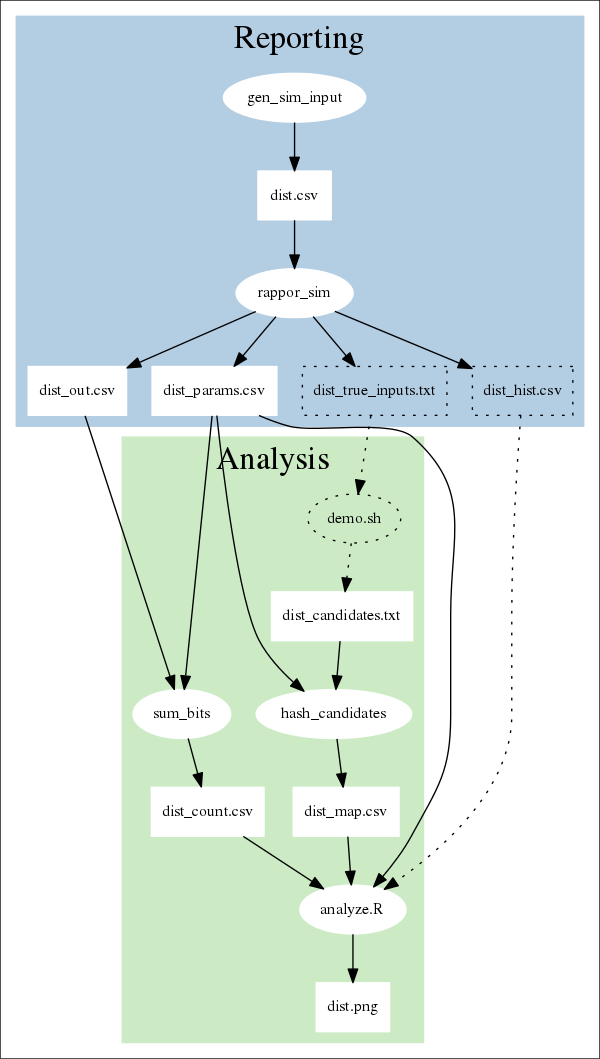 Reporting
gen_sim_input
dist.csv
rappor_sim
dist_out.csv
dist_params.csv
dist_true_inputs.txt
dist_hist.csv
Analysis
demo.sh
dist_candidates.txt
sum_bits
hash_candidates
dist_count.csv
dist_map.csv
analyze.R
dist.png